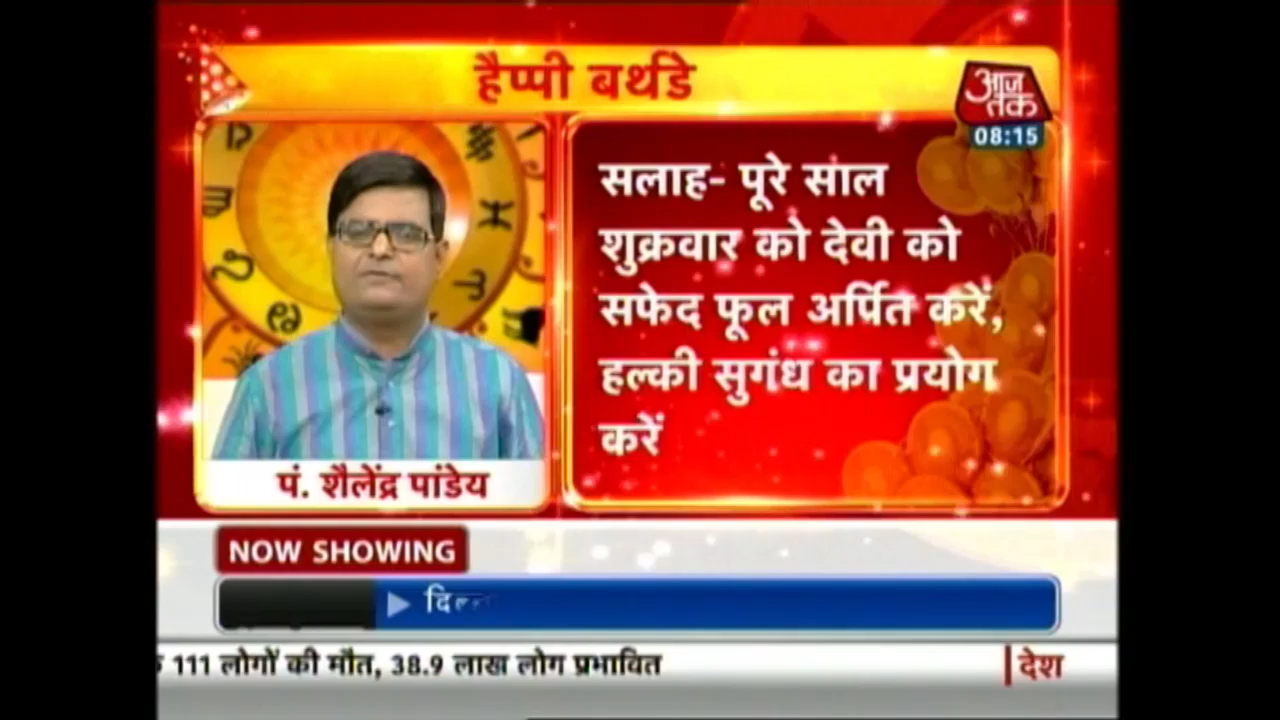 हैप्पी बर्थडे
आज
तक
08:15
सलाह- पूरे साल
शुक्रवार को देवी को
सफेद फूल अर्पित करें,
हल्की सुगंध का प्रयोग
करें
पं. शैलेंद्र पांडेय
NOW SHOWING
111 लोगों की मौत, 38.9 लाख लोग प्रभावित
देश